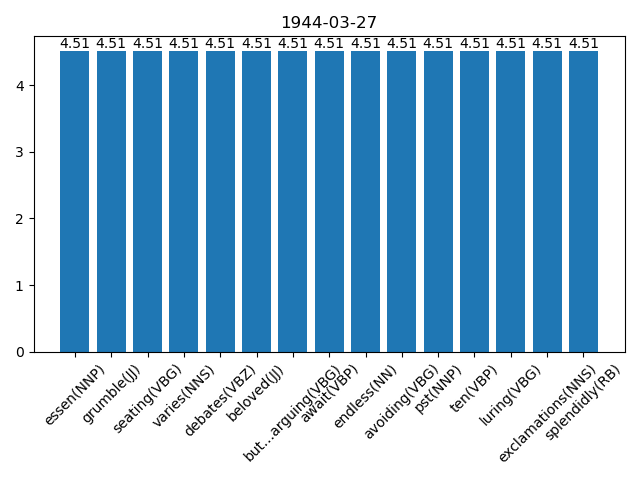 1944-03-27
4.51 4.51 4.51 4.51 4.51 4.51 4.51 4.51 4.51 4.51 4.51 4.51 4.51 4.51 4.51
4
3
2
1
0
essen(NNP)
grumble(JJ)
seating(VBG)
varies(NNS)
debates(VBZ)
beloved(JJ)
but...arguing(VBG)
await(VBP)
endless(NN)
avoiding(VBG)
pst(NNP)
ten(VBP)
luring(VBG)
exclamations(NNS)
splendidly(RB)